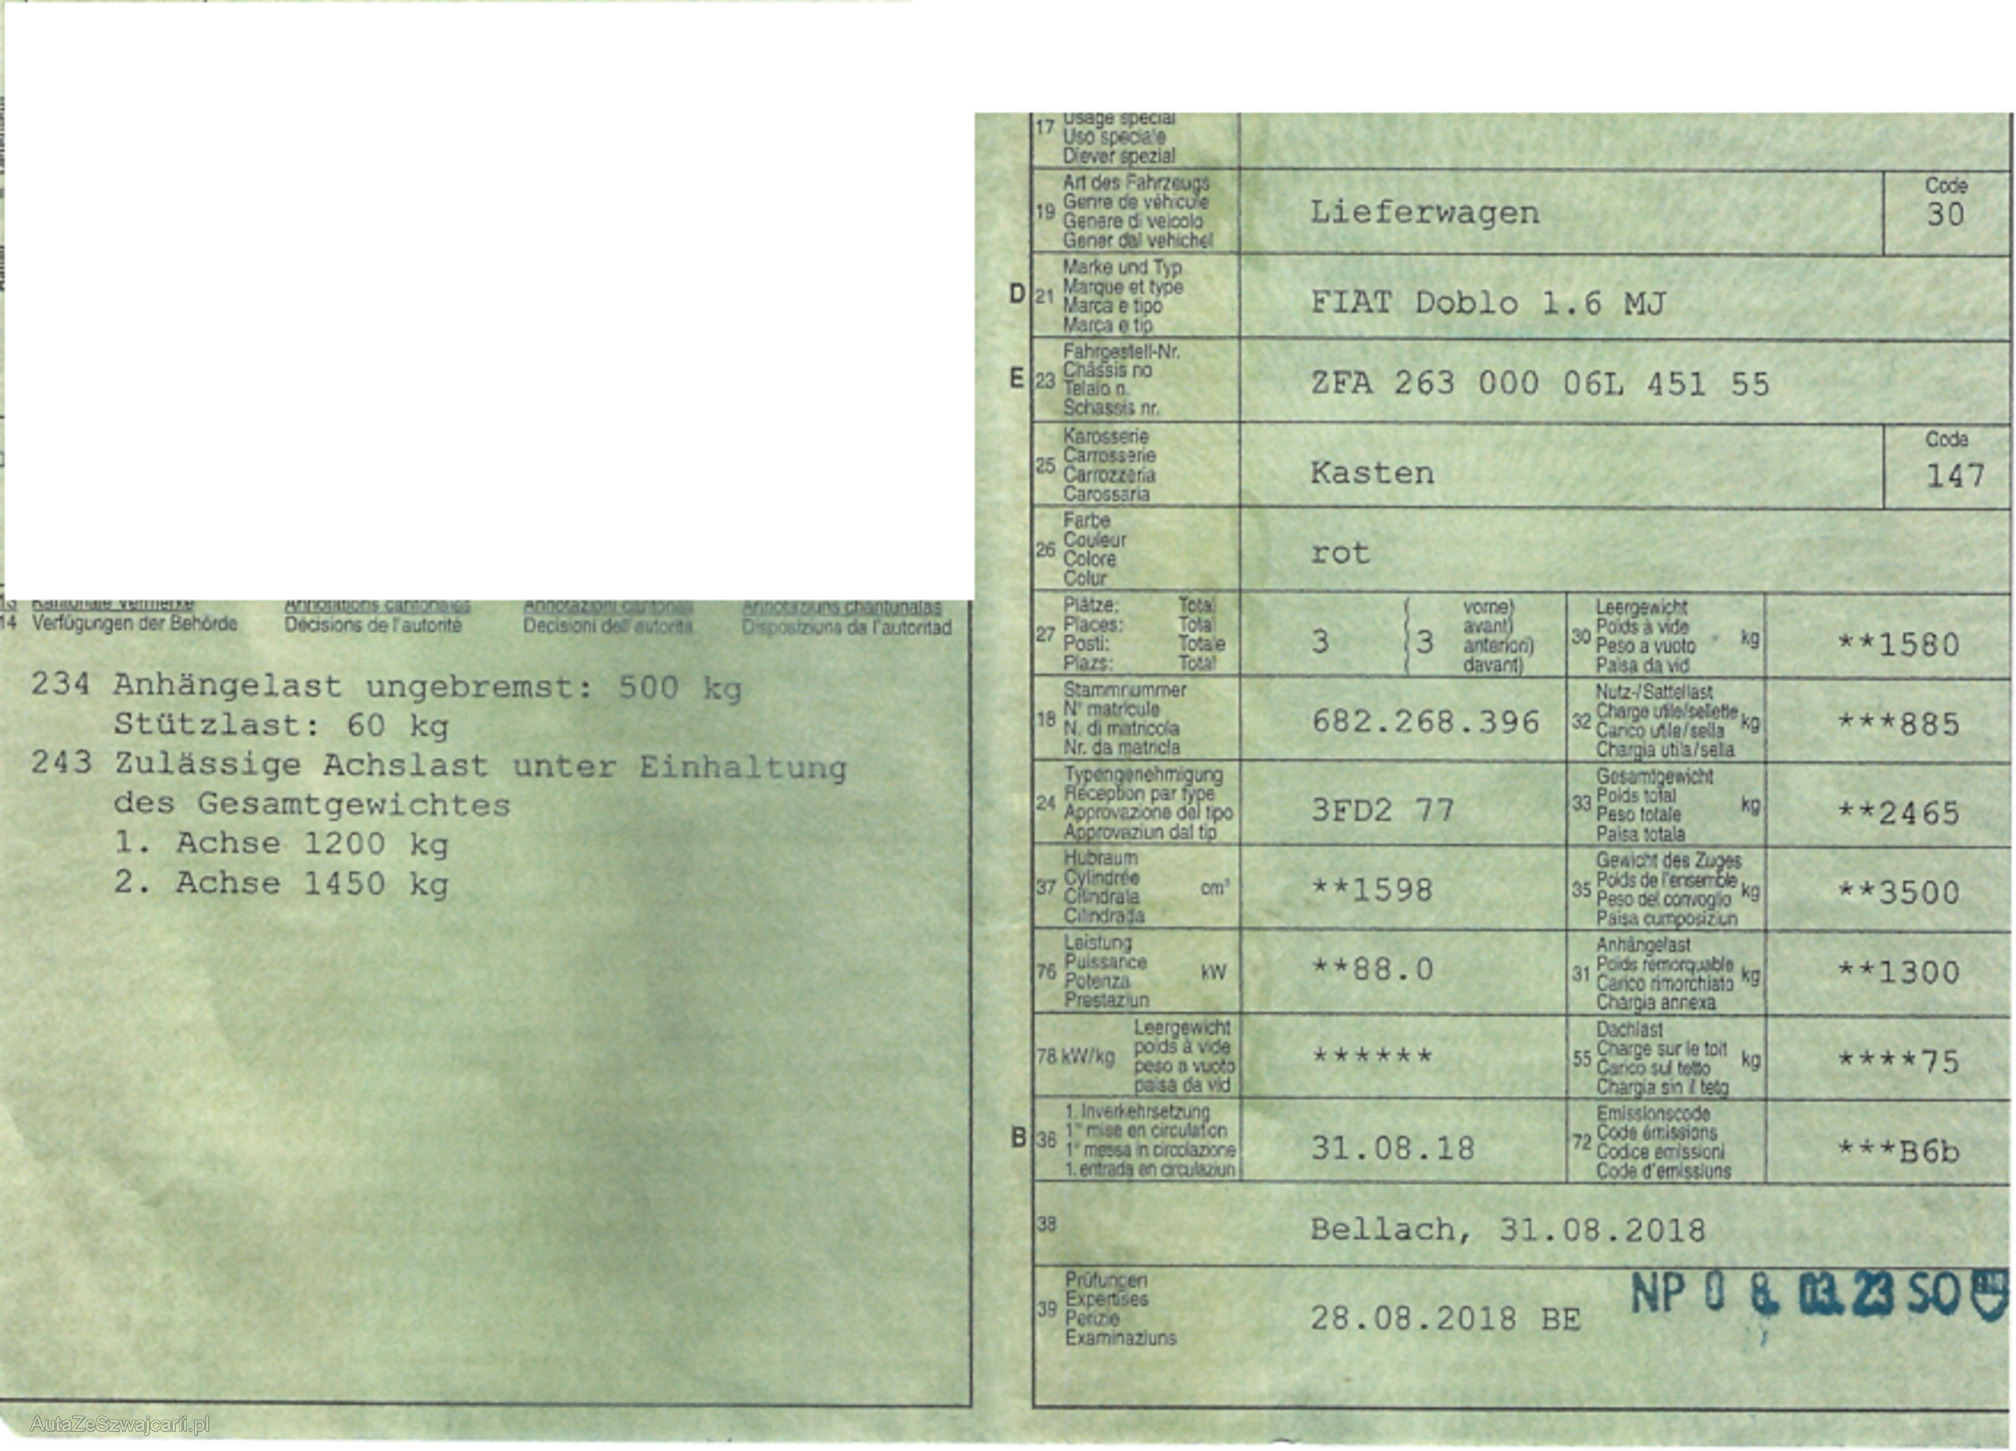 Kantonale Vermerke Annotations cantonales Annotazioni cantonali Annotaziuns chantunalas
14 Verfügungen der Behörde Décisions de l'autorité Decisioni dell'autorità Disposiziuns da l'autoritad
234 Anhängelast ungebremst: 500 kg
Stützlast: 60 kg
243 Zulässige Achslast unter Einhaltung
des Gesamtgewichtes
1. Achse 1200 kg
2. Achse 1450 kg
AutaZeSzwajcarii.pl
17 Usage spécial
Uso speciale
Diever spezial
19 Art des Fahrzeugs
Genre de véhicule
Genere di veicolo
Gener dal vehichel
Lieferwagen
Code
30
D 21 Marke und Typ
Marque et type
Marca e tipo
Marca e tip
FIAT Doblo 1.6 MJ
E 23 Fahrgestell-Nr.
Châssis no
Telaio n.
Schassis nr.
ZFA 263 000 06L 451 55
25 Karosserie
Carrosserie
Carrozzeria
Carossaria
Kasten
Code
147
26 Farbe
Couleur
Colore
Colur
rot
27 Plätze: Total
Places: Total
Posti: Totale
Plazs: Total
3 ( 3 vorne)
avant)
anteriori)
davant)
30 Leergewicht
Poids à vide
Peso a vuoto
Paisa da vid
kg
**1580
18 Stammnummer
N° matricule
N. di matricola
Nr. da matricla
682.268.396
32 Nutz-/Sattellast
Charge utile/sellette
Carico utile/sella
Chargia utila/sella
kg
***885
24 Typengenehmigung
Réception par type
Approvazione del tipo
Approvaziun dal tip
3FD2 77
33 Gesamtgewicht
Poids total
Peso totale
Paisa totala
kg
**2465
37 Hubraum
Cylindrée
Cilindrata
Cilindrada
cm³
**1598
35 Gewicht des Zuges
Poids de l'ensemble
Peso del convoglio
Paisa cumposiziun
kg
**3500
76 Leistung
Puissance
Potenza
Prestaziun
kW
**88.0
31 Anhängelast
Poids remorquable
Carico rimorchiato
Chargia annexa
kg
**1300
78 kW/kg Leergewicht
poids à vide
peso a vuoto
paisa da vid
******
55 Dachlast
Charge sur le toit
Carico sul tetto
Chargia sin il tetg
kg
****75
B 36 1. Inverkehrsetzung
1re mise en circulation
1a messa in circolazione
1. entrada en circulaziun
31.08.18
72 Emissionscode
Code émissions
Codice emissioni
Code d'emissiuns
***B6b
38 Bellach, 31.08.2018
39 Prüfungen
Expertises
Perizie
Examinaziuns
28.08.2018 BE
NP 0 8. 03. 23 SO